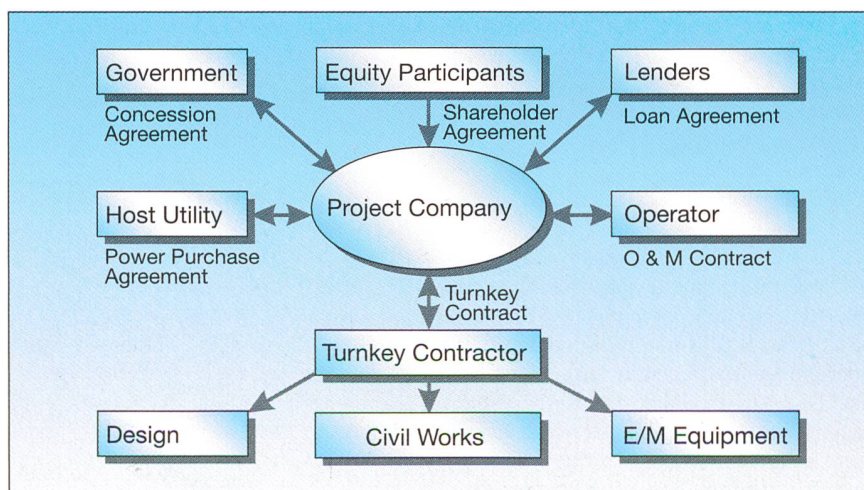 Government
Equity Participants
Lenders
Concession
Agreement
Shareholder
Agreement
Loan Agreement
Host Utility
Project Company
Operator
Power Purchase
Agreement
O & M Contract
Turnkey
Contract
Turnkey Contractor
Design
Civil Works
E/M Equipment